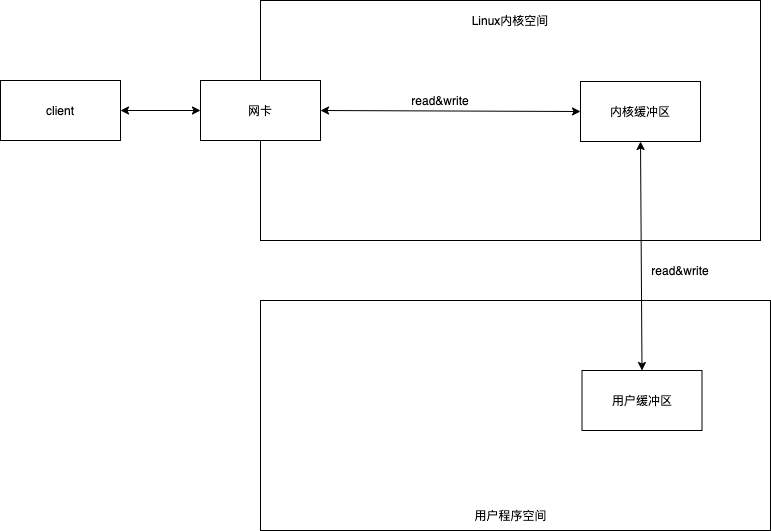 Linux内核空间
client
网卡
read&write
内核缓冲区
read&write
用户缓冲区
用户程序空间